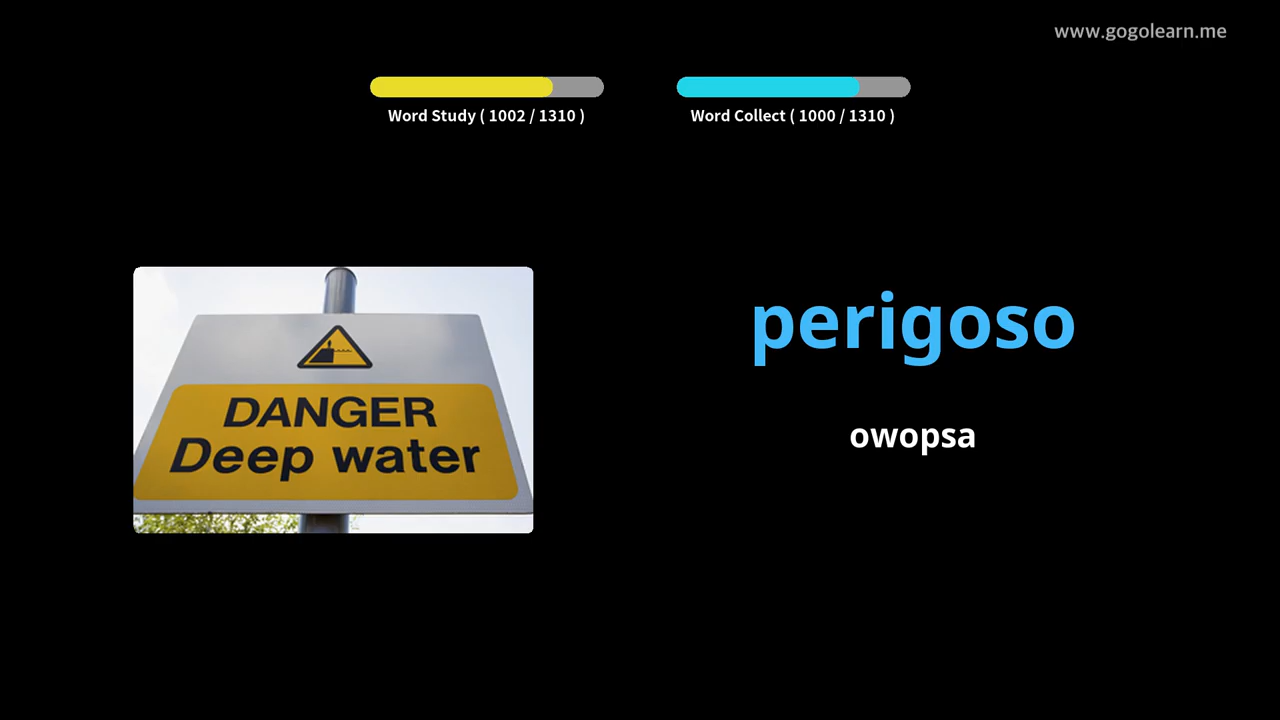 www.gogolearn.me
Word Study ( 1002 / 1310 )
Word Collect ( 1000 / 1310 )
DANGER
Deep water
perigoso
owopsa